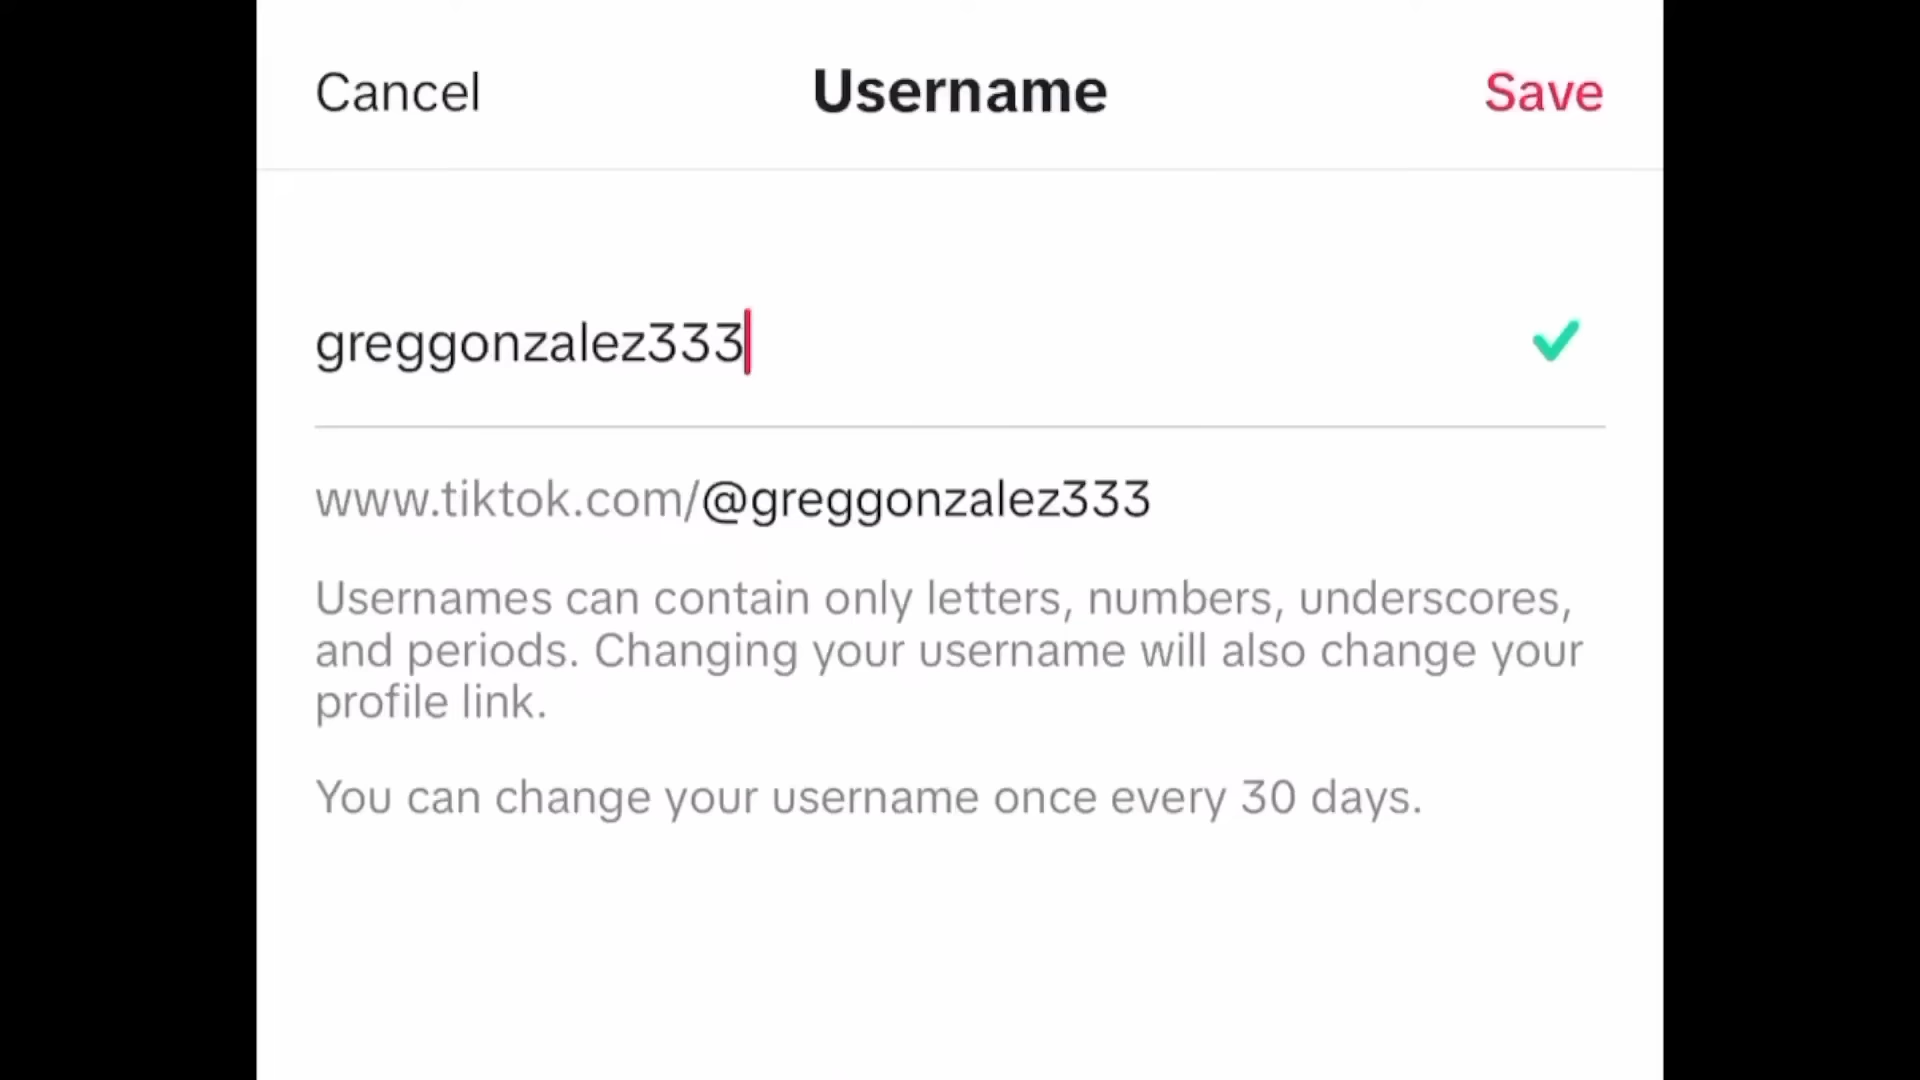 Cancel
Username
Save
greggonzalez333
www.tiktok.com/@greggonzalez333
Usernames can contain only letters, numbers, underscores,
and periods. Changing your username will also change your
profile link.
You can change your username once every 30 days.